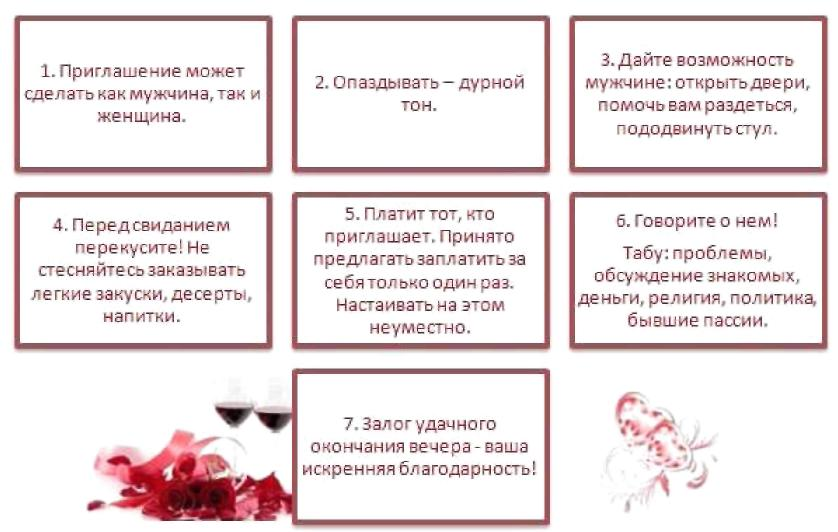 1. Приглашение может
сделать как мужчина, так и
женщина.
2. Опаздывать – дурной
тон.
3. Дайте возможность
мужчине: открыть двери,
помочь вам раздеться,
пододвинуть стул.
4. Перед свиданием
перекусите! Не
стесняйтесь заказывать
легкие закуски, десерты,
напитки.
5. Платит тот, кто
приглашает. Принято
предлагать заплатить за
себя только один раз.
Настаивать на этом
неуместно.
6. Говорите о нем!
Табу: проблемы,
обсуждение знакомых,
деньги, религия, политика,
бывшие пассии.
7. Залог удачного
окончания вечера - ваша
искренняя благодарность!